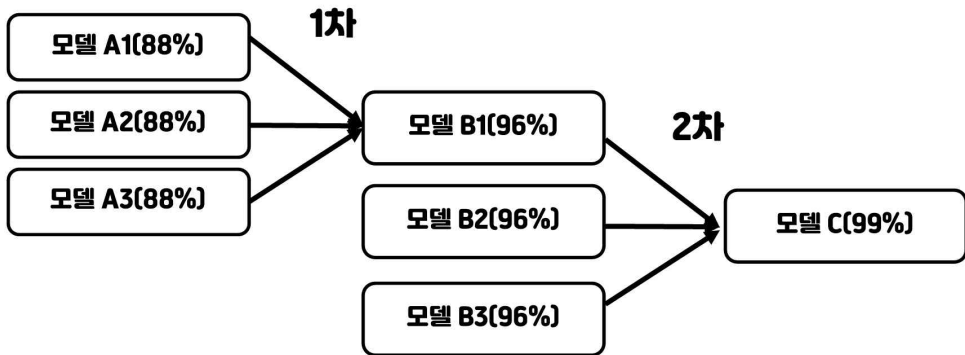 1차
모델 A1(88%)
모델 A2(88%)
모델 A3(88%)
모델 B1(96%)
2차
모델 B2(96%)
모델 B3(96%)
모델 C(99%)